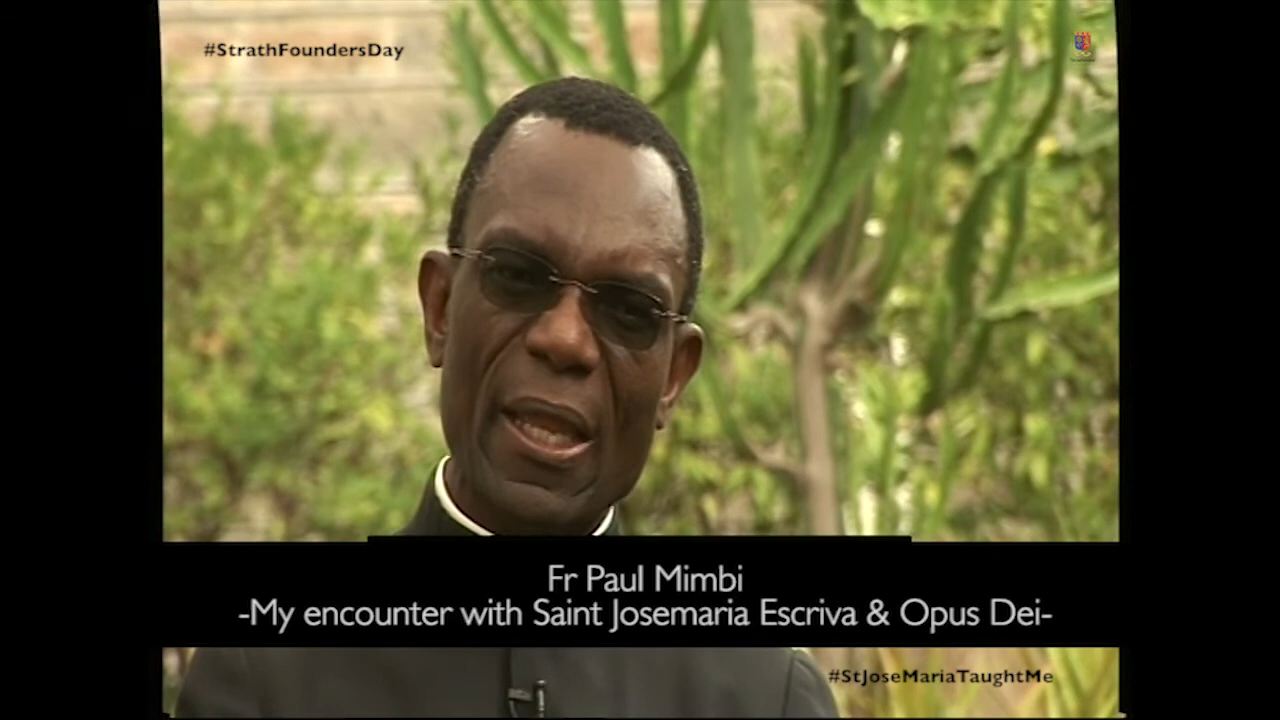 #StrathFoundersDay
Fr Paul Mimbi
-My encounter with Saint Josemaria Escriva & Opus Dei-
#StJoseMariaTaughtMe